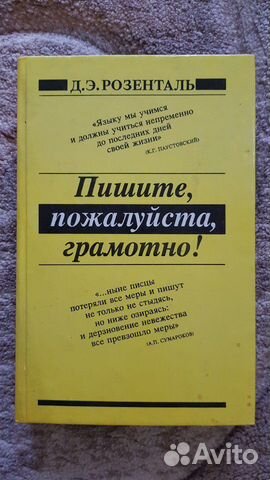 Д.Э.РОЗЕНТАЛЬ
«Языку мы учимся
и должны учиться непременно
до последних дней
своей жизни»
(К.Г. ПАУСТОВСКИЙ)
Пишите,
пожалуйста,
грамотно!
«...ныне писцы
потеряли все меры и пишут
не только не стыдясь,
но ниже озираясь:
и дерзновение невежества
все превзошло меры»
(А.П. СУМАРОКОВ)
Avito